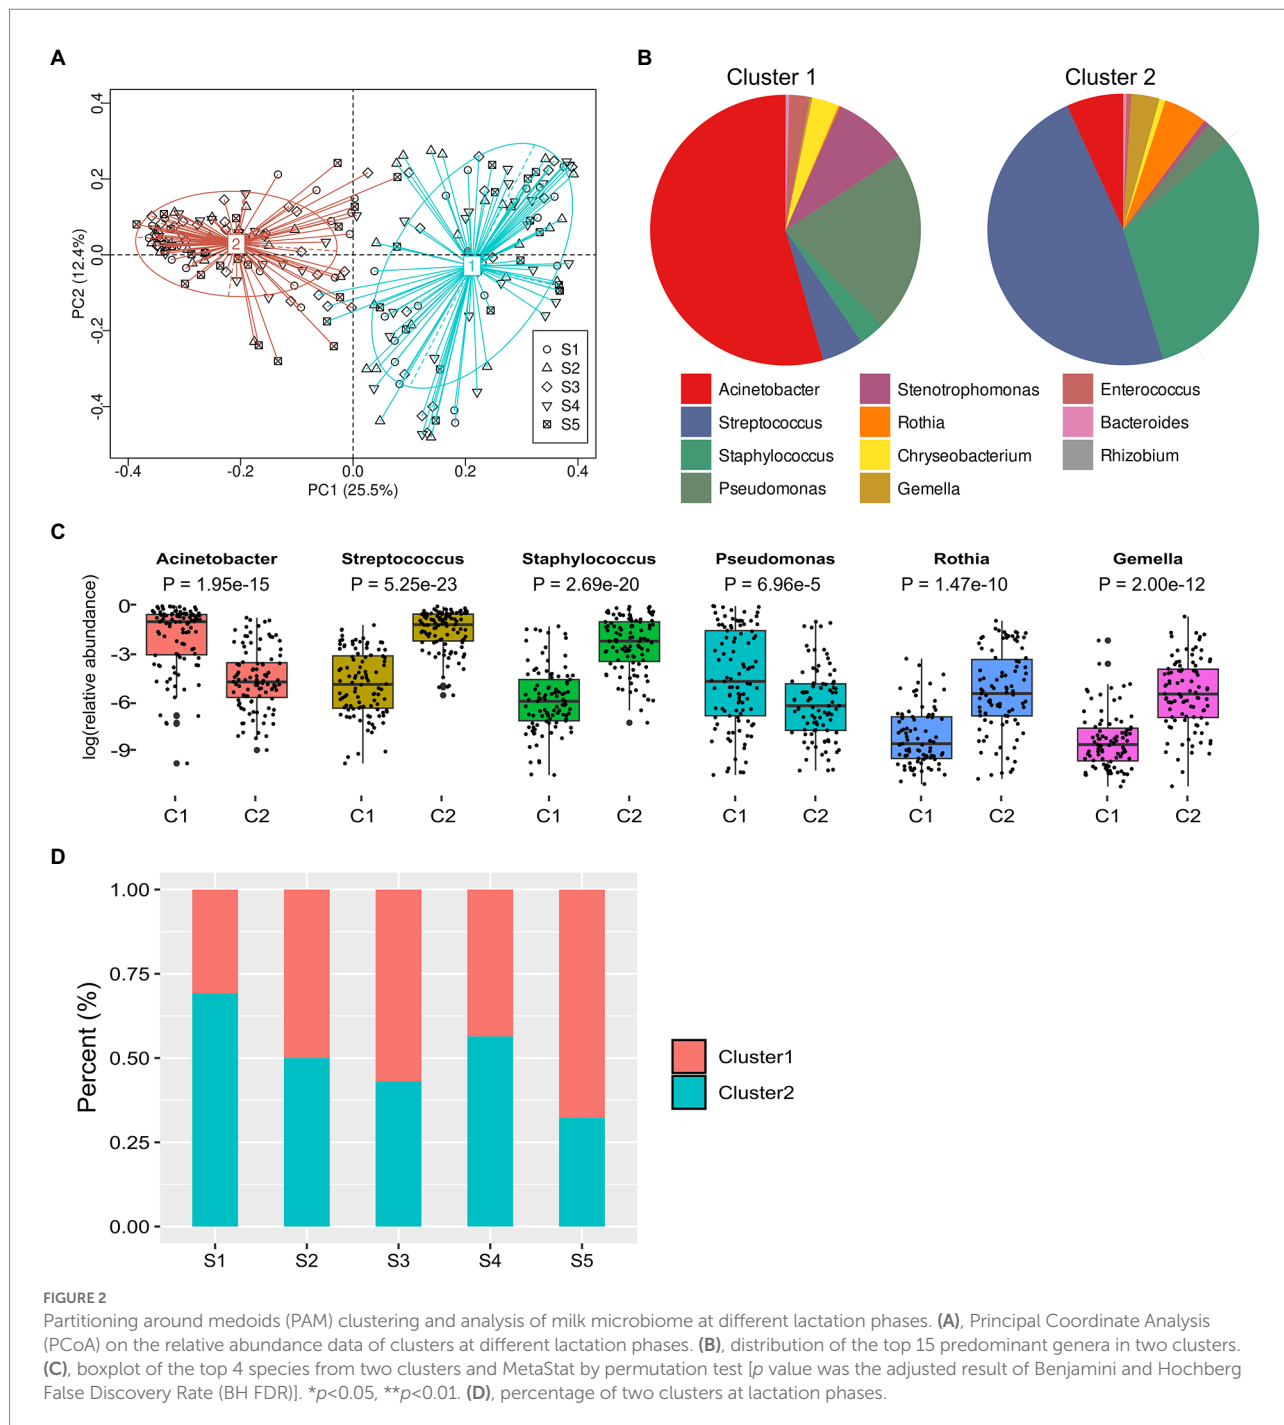 A
0.4
0.2
0.0
-0.2
-0.4
PC2 (12.4%)
2
1
S1
S2
S3
S4
S5
-0.4
-0.2
0.0
0.2
0.4
PC1 (25.5%)
B
Cluster 1
Cluster 2
Acinetobacter
Streptococcus
Staphylococcus
Pseudomonas
Stenotrophomonas
Rothia
Chryseobacterium
Gemella
Enterococcus
Bacteroides
Rhizobium
C
Acinetobacter
P = 1.95e-15
Streptococcus
P = 5.25e-23
Staphylococcus
P = 2.69e-20
Pseudomonas
P = 6.96e-5
Rothia
P = 1.47e-10
Gemella
P = 2.00e-12
log(relative abundance)
0
-3
-6
-9
C1
C2
C1
C2
C1
C2
C1
C2
C1
C2
C1
C2
D
Percent (%)
1.00
0.75
0.50
0.25
0.00
S1
S2
S3
S4
S5
Cluster1
Cluster2
FIGURE 2
Partitioning around medoids (PAM) clustering and analysis of milk microbiome at different lactation phases. (A), Principal Coordinate Analysis
(PCoA) on the relative abundance data of clusters at different lactation phases. (B), distribution of the top 15 predominant genera in two clusters.
(C), boxplot of the top 4 species from two clusters and MetaStat by permutation test [p value was the adjusted result of Benjamini and Hochberg
False Discovery Rate (BH FDR)]. *p<0.05, **p<0.01. (D), percentage of two clusters at lactation phases.